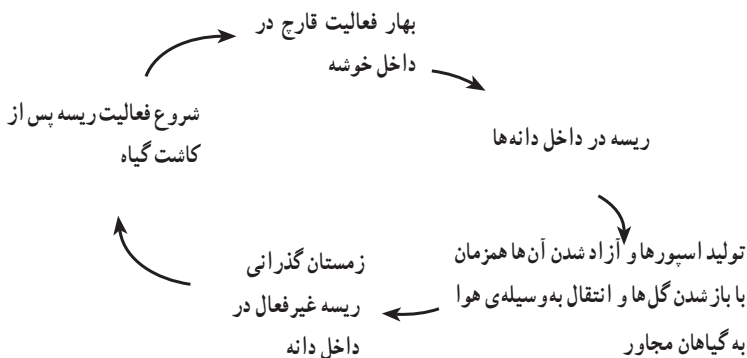 بهار فعالیت قارچ در
داخل خوشه
ریسه در داخل دانه‌ها
تولید اسپورها و آزاد شدن آن‌ها همزمان
با باز شدن گل‌ها و انتقال به‌وسیله‌ی هوا
به گیاهان مجاور
زمستان گذرانی
ریسه غیرفعال در
داخل دانه
شروع فعالیت ریسه پس از
کاشت گیاه